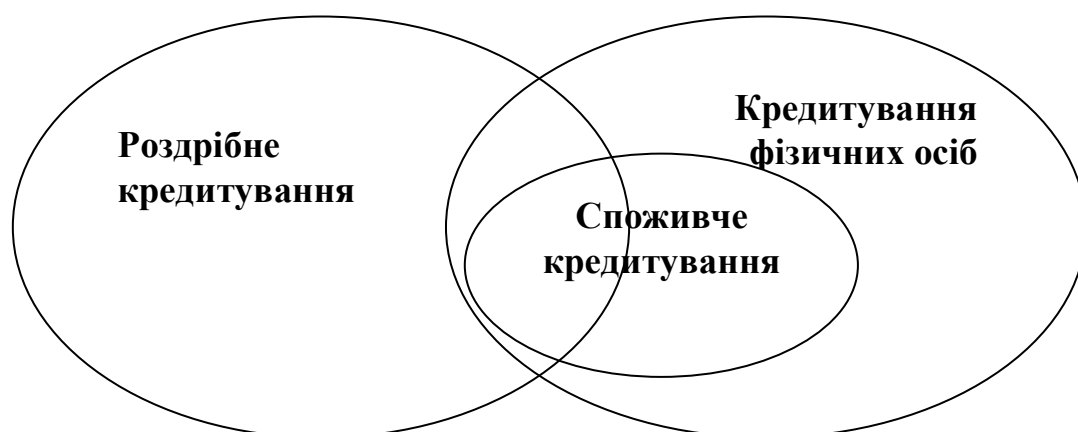 Роздрібне
кредитування
Кредитування
фізичних осіб
Споживче
кредитування